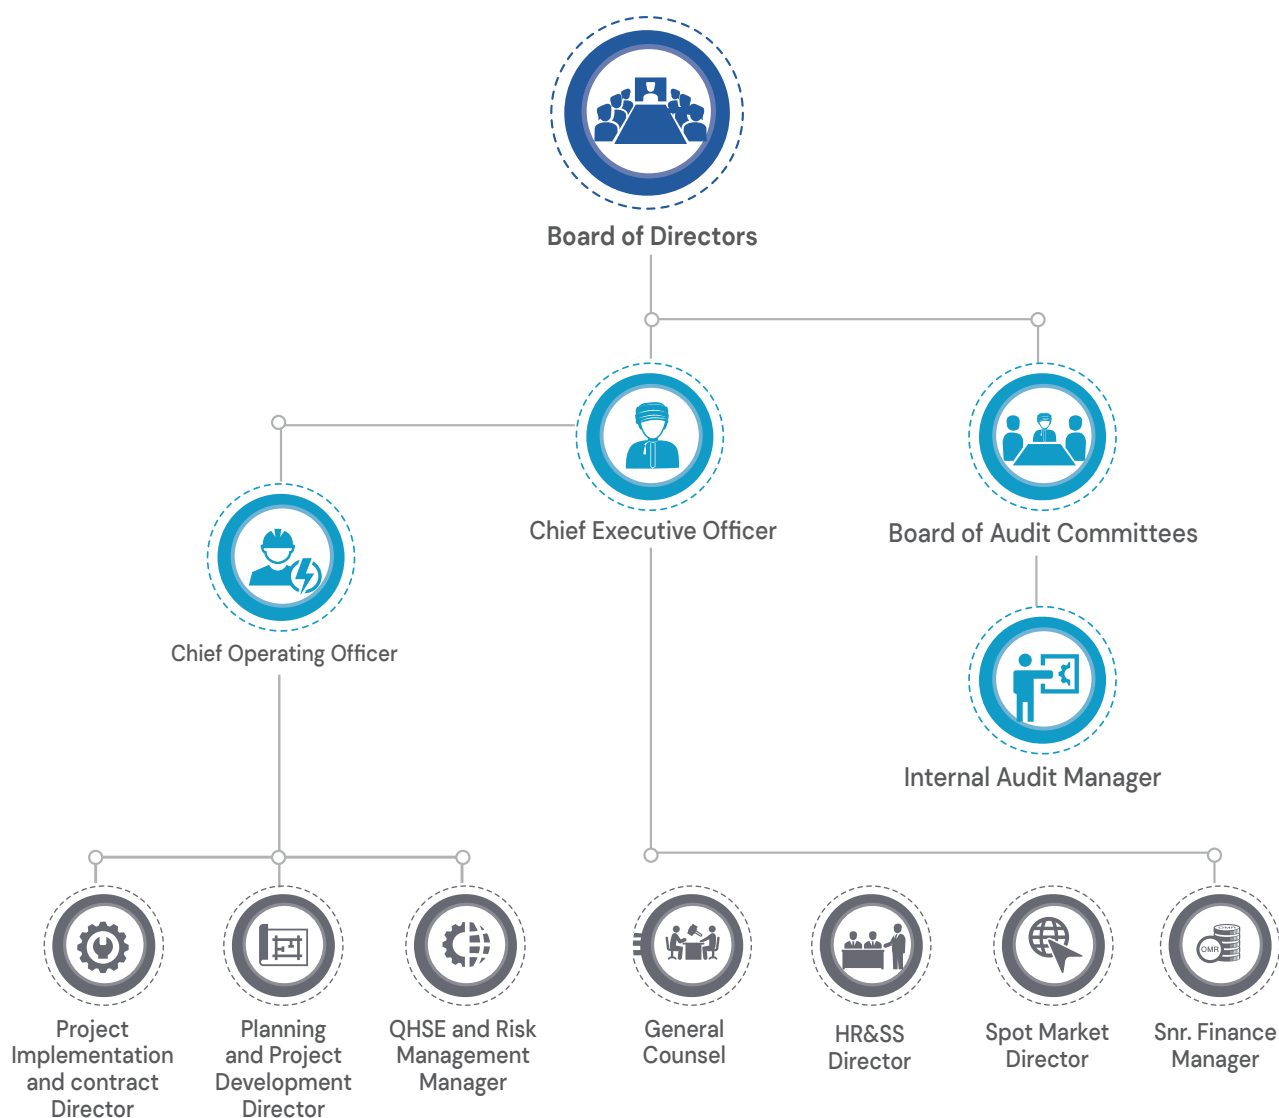 Board of Directors
Chief Executive Officer
Board of Audit Committees
Chief Operating Officer
Internal Audit Manager
Project
Implementation
and contract
Director
Planning
and Project
Development
Director
QHSE and Risk
Management
Manager
General
Counsel
HR&SS
Director
Spot Market
Director
OMR
OMR
Snr. Finance
Manager